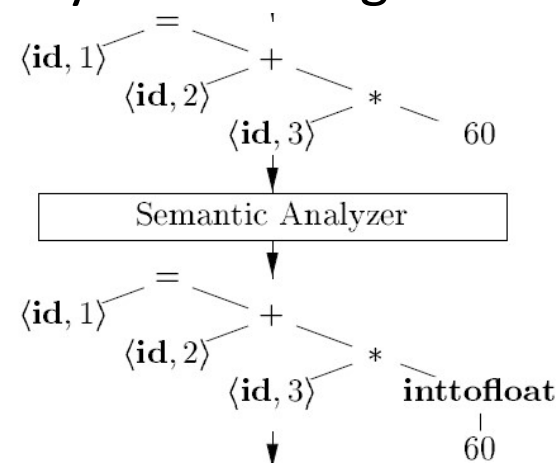 =
⟨id, 1⟩
+
⟨id, 2⟩
*
⟨id, 3⟩
60
Semantic Analyzer
=
⟨id, 1⟩
+
⟨id, 2⟩
*
⟨id, 3⟩
inttofloat
60